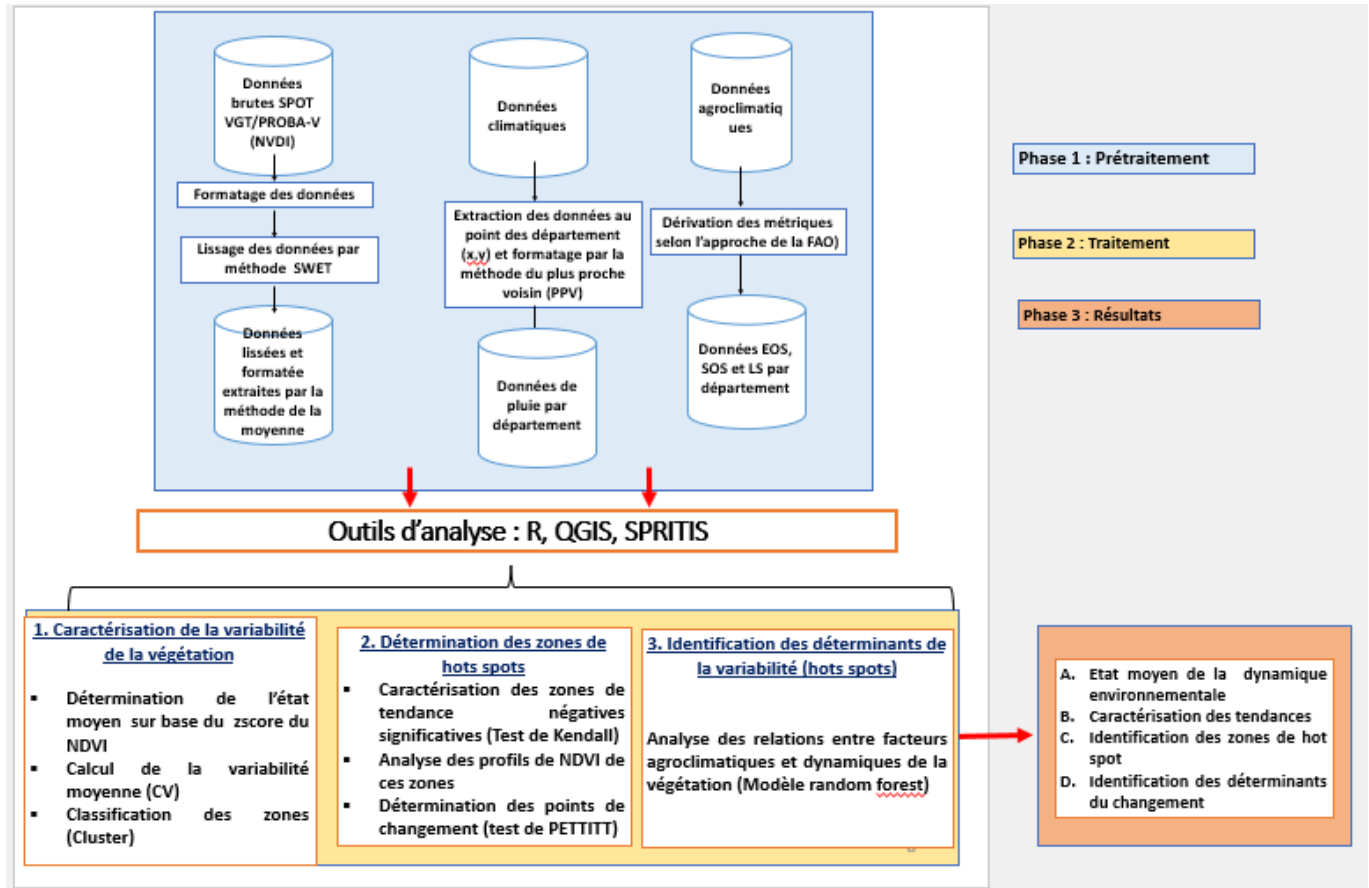 Données
brutes SPOT
VGT/PROBA-V
(NVDI)
Formatage des données
Lissage des données par
méthode SWET
Données
lissées et
formatée
extraites par la
méthode de la
moyenne
Données
climatiques
Extraction des données au
point des département
(x,y) et formatage par la
méthode du plus proche
voisin (PPV)
Données de
pluie par
département
Données
agroclimatiq
ues
Dérivation des métriques
selon l'approche de la FAO)
Données EOS,
SOS et LS par
département
Phase 1 : Prétraitement
Phase 2 : Traitement
Phase 3 : Résultats
Outils d'analyse : R, QGIS, SPRITIS
1. Caractérisation de la variabilité
de la végétation
▪ Détermination de l'état
moyen sur base du zscore du
NDVI
▪ Calcul de la variabilité
moyenne (CV)
▪ Classification des zones
(Cluster)
2. Détermination des zones de
hots spots
▪ Caractérisation des zones de
tendance négatives
significatives (Test de Kendall)
▪ Analyse des profils de NDVI de
ces zones
▪ Détermination des points de
changement (test de PETTITT)
3. Identification des déterminants de
la variabilité (hots spots)
Analyse des relations entre facteurs
agroclimatiques et dynamiques de la
végétation (Modèle random forest)
A. Etat moyen de la dynamique
environnementale
B. Caractérisation des tendances
C. Identification des zones de hot
spot
D. Identification des déterminants
du changement